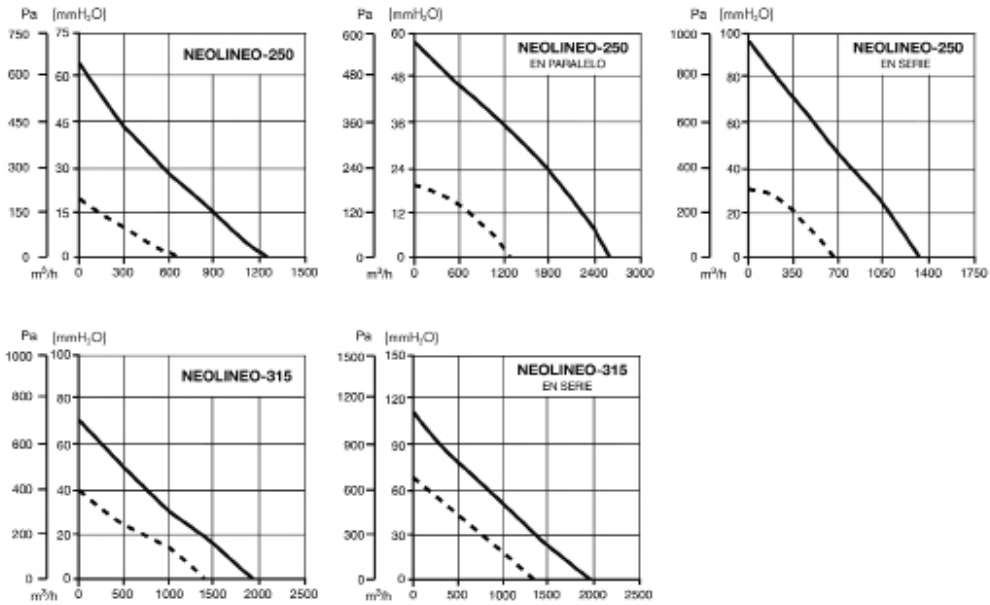 Pa [mmH₂O]
750 75
600 60
450 45
300 30
150 15
0 0
m³/h 0 300 600 900 1200 1500
NEOLINEO-250
Pa [mmH₂O]
600 60
480 48
360 36
240 24
120 12
0 0
m³/h 0 600 1200 1800 2400 3000
NEOLINEO-250
EN PARALELO
Pa [mmH₂O]
1000 100
800 80
600 60
400 40
200 20
0 0
m³/h 0 350 700 1050 1400 1750
NEOLINEO-250
EN SERIE
Pa [mmH₂O]
1000 100
800 80
600 60
400 40
200 20
0 0
m³/h 0 500 1000 1500 2000 2500
NEOLINEO-315
Pa [mmH₂O]
1500 150
1200 120
900 90
600 60
300 30
0 0
m³/h 0 500 1000 1500 2000 2500
NEOLINEO-315
EN SERIE